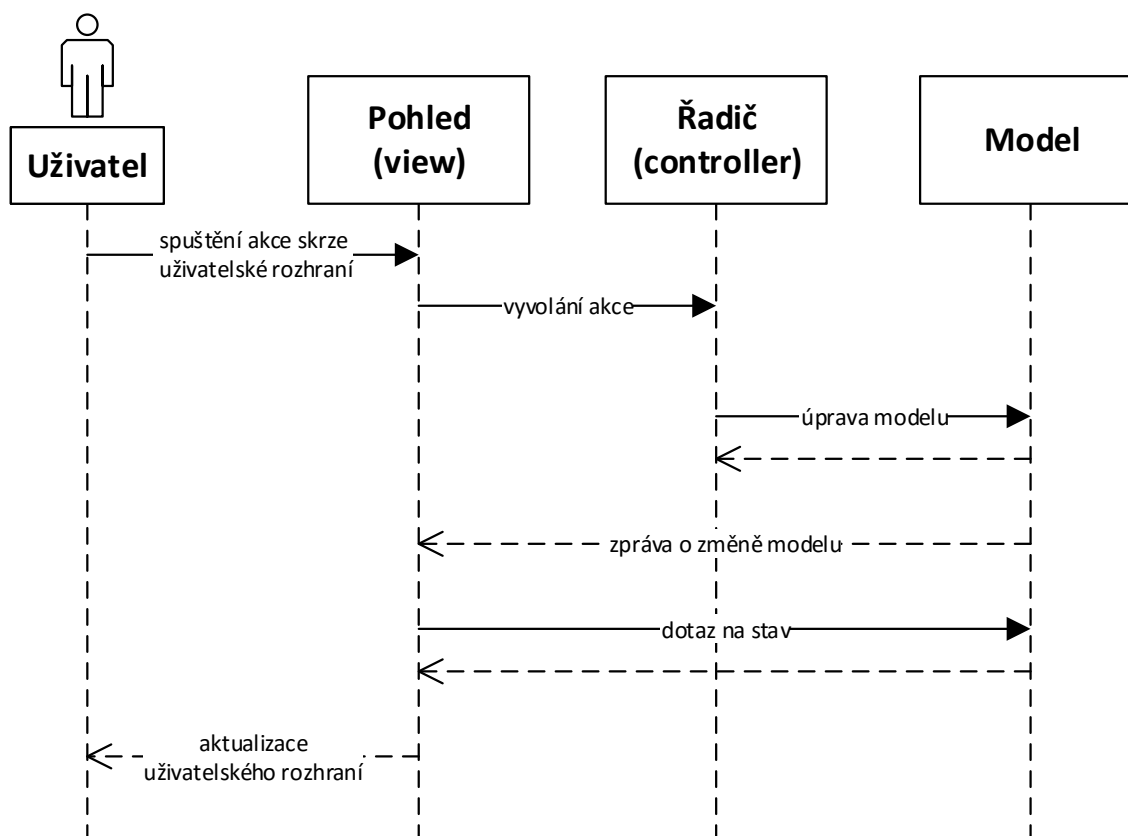 Uživatel
Pohled
(view)
Řadič
(controller)
Model
spuštění akce skrze
uživatelské rozhraní
vyvolání akce
úprava modelu
zpráva o změně modelu
dotaz na stav
aktualizace
uživatelského rozhraní